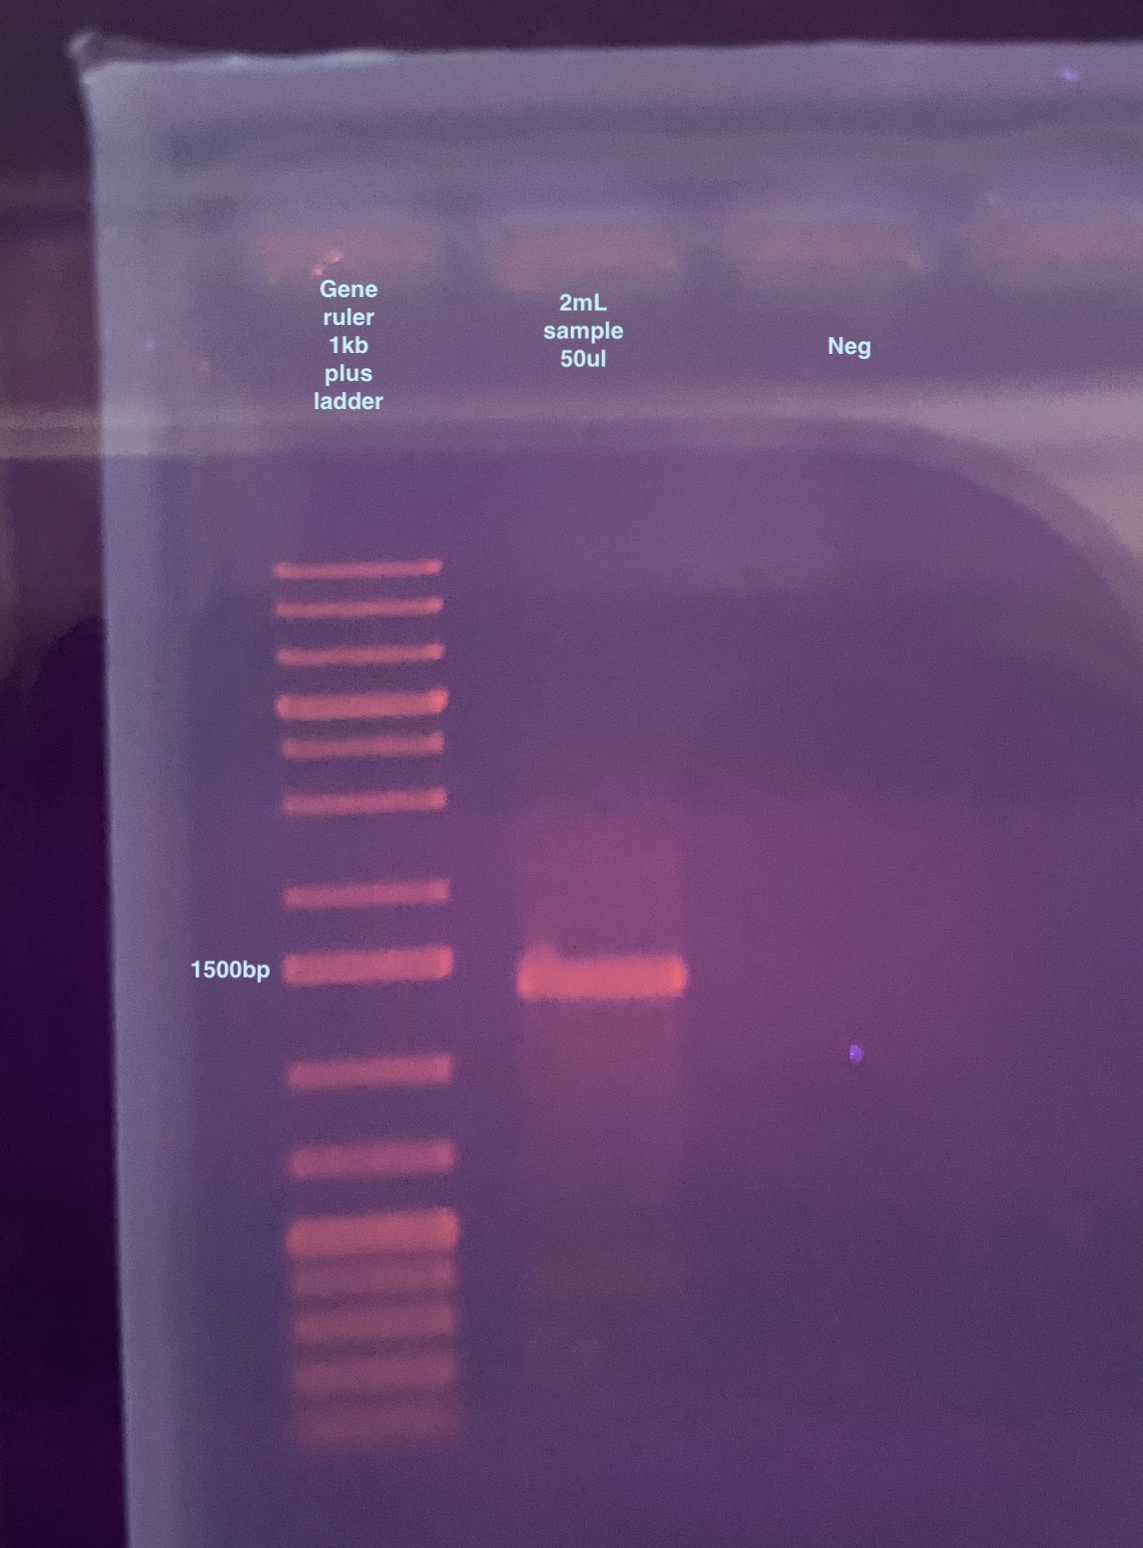 Gene
ruler
1kb
plus
ladder
2mL
sample
50ul
Neg
1500bp